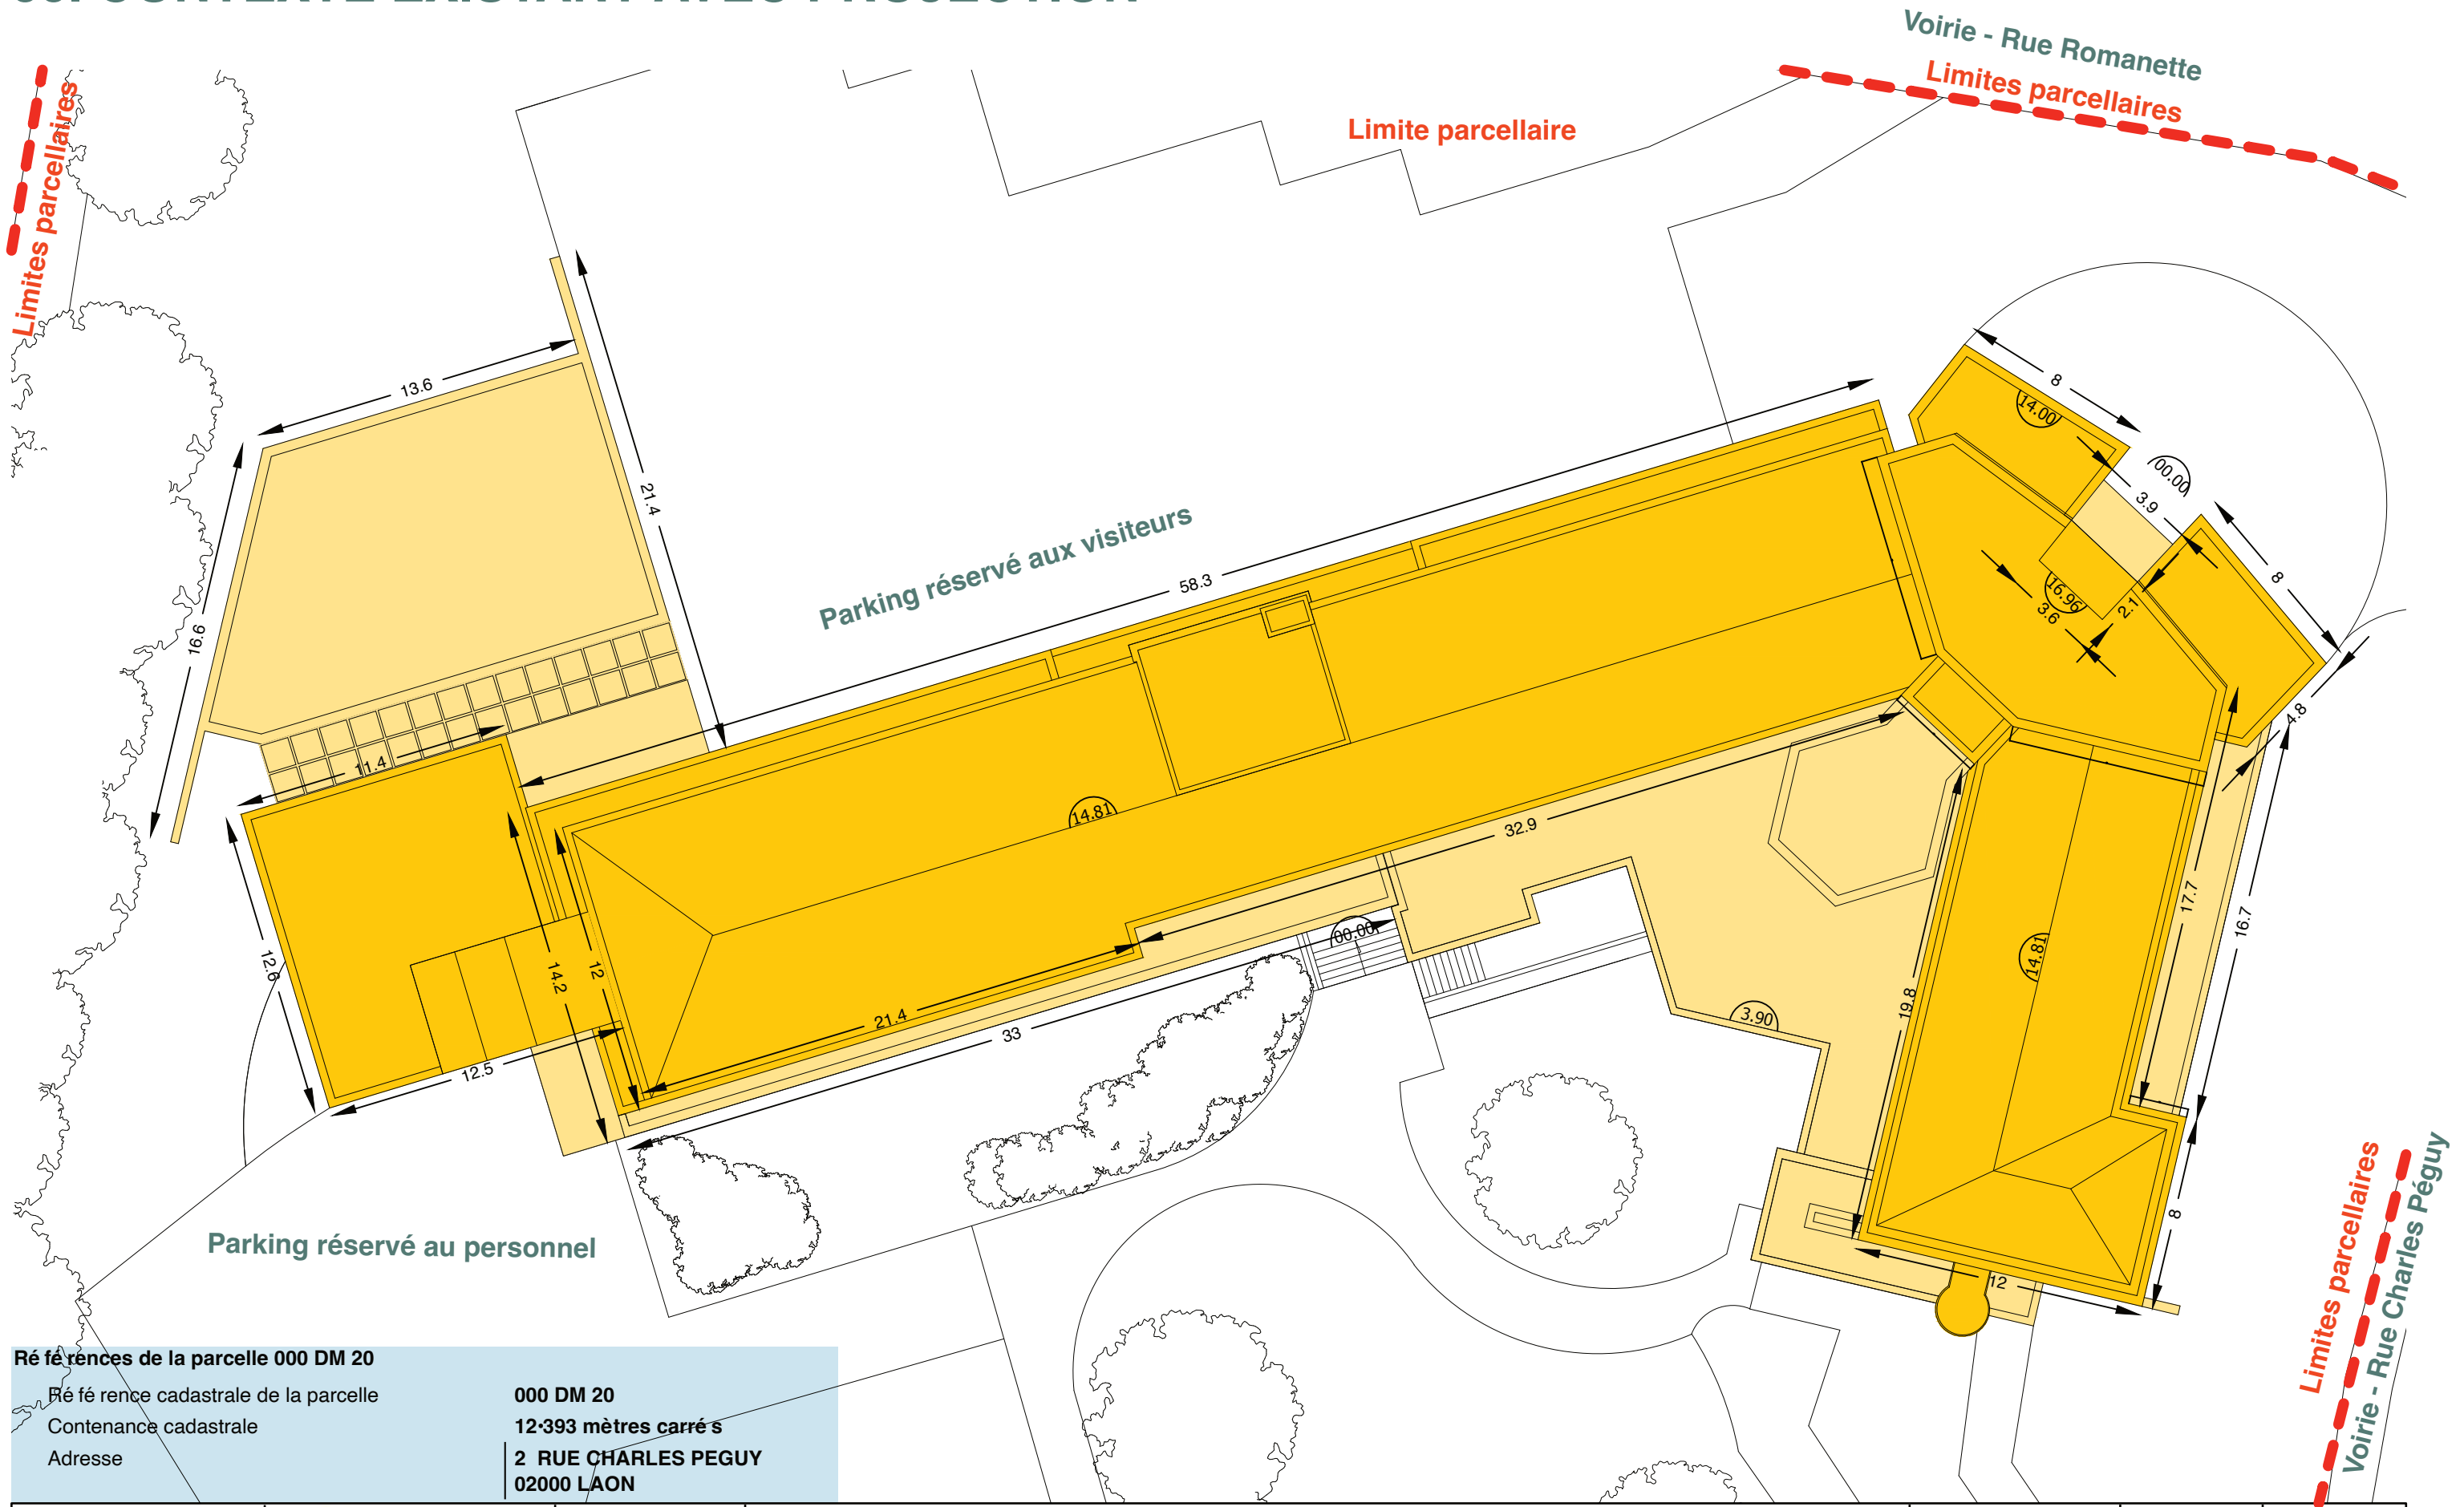 Voirie - Rue Romanette
Limites parcellaires
Limite parcellaire
Limites parcellaires
8
14.00
13.6
00.00
3.9
21.4
Parking réservé aux visiteurs
58.3
8
16.96
3.6
2.1
16.6
4.8
11.4
14.81
32.9
17.7
16.7
00.00
14.81
12.6
14.2
12
19.8
21.4
33
3.90
12.5
8
Parking réservé au personnel
12
Limites parcellaires
Voirie - Rue Charles Péguy
Ré fé rences de la parcelle 000 DM 20
Ré fé rence cadastrale de la parcelle 000 DM 20
Contenance cadastrale 12·393 mètres carré s
Adresse 2 RUE CHARLES PEGUY
02000 LAON